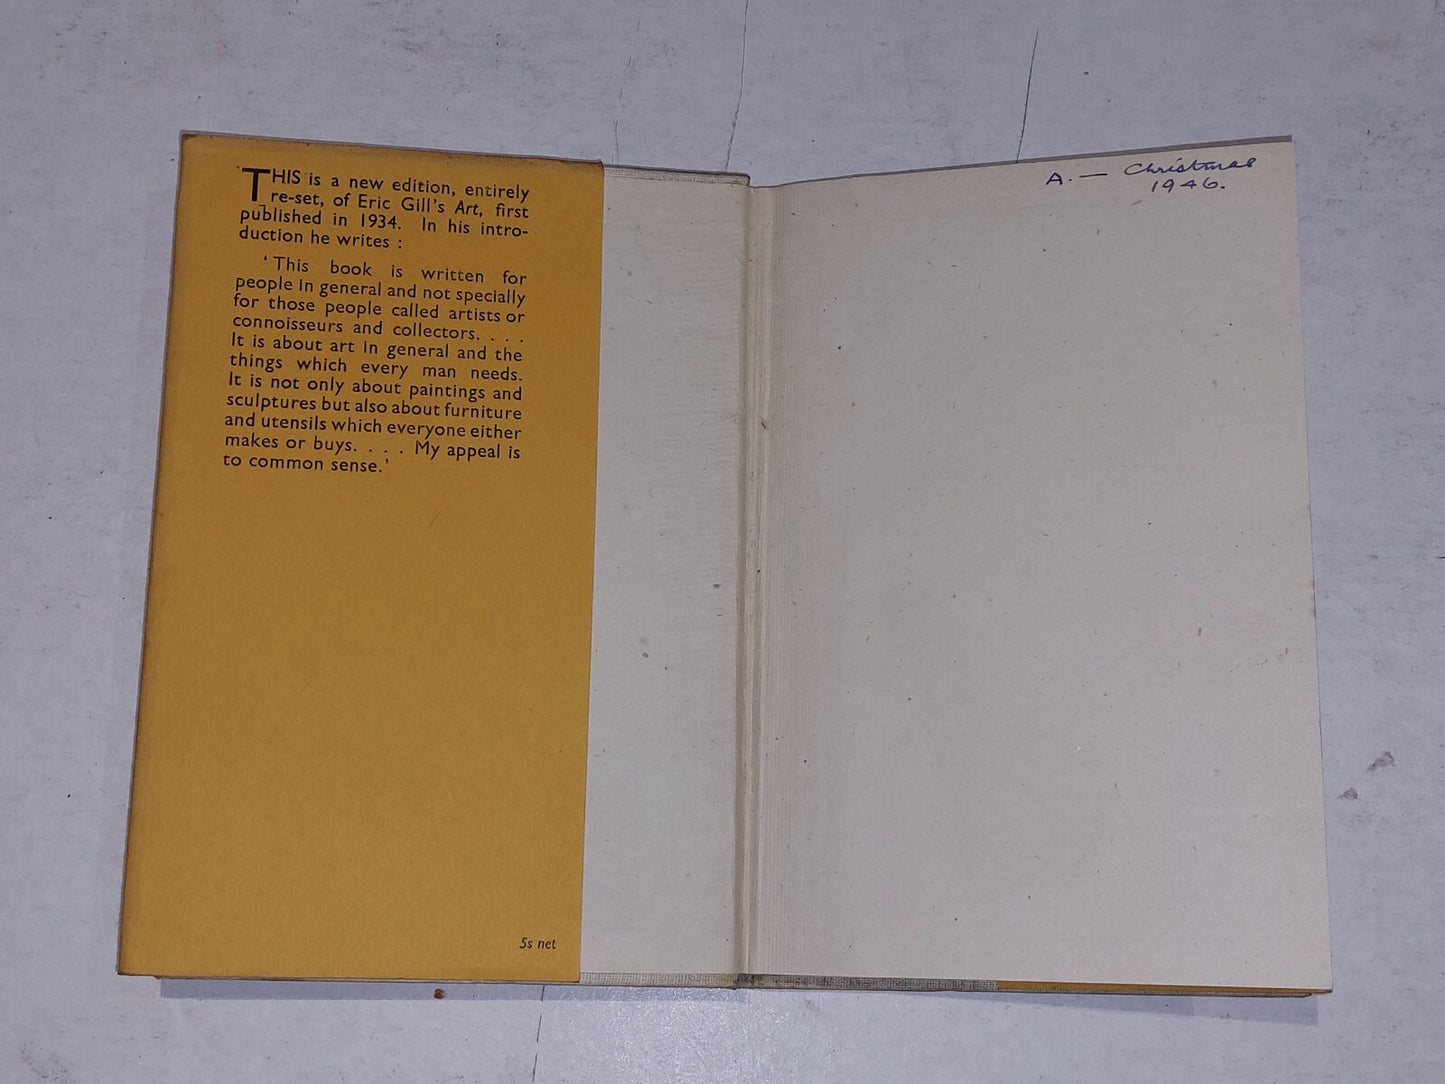 THIS is a new edition, entirely
re-set, of Eric Gill's Art, first
published in 1934. In his intro-
duction he writes :
‘This book is written for
people in general and not specially
for those people called artists or
connoisseurs and collectors. . . .
It is about art in general and the
things which every man needs.
It is not only about paintings and
sculptures but also about furniture
and utensils which everyone either
makes or buys. . . . My appeal is
to common sense.’
5s net
A. — Christmas
1946.